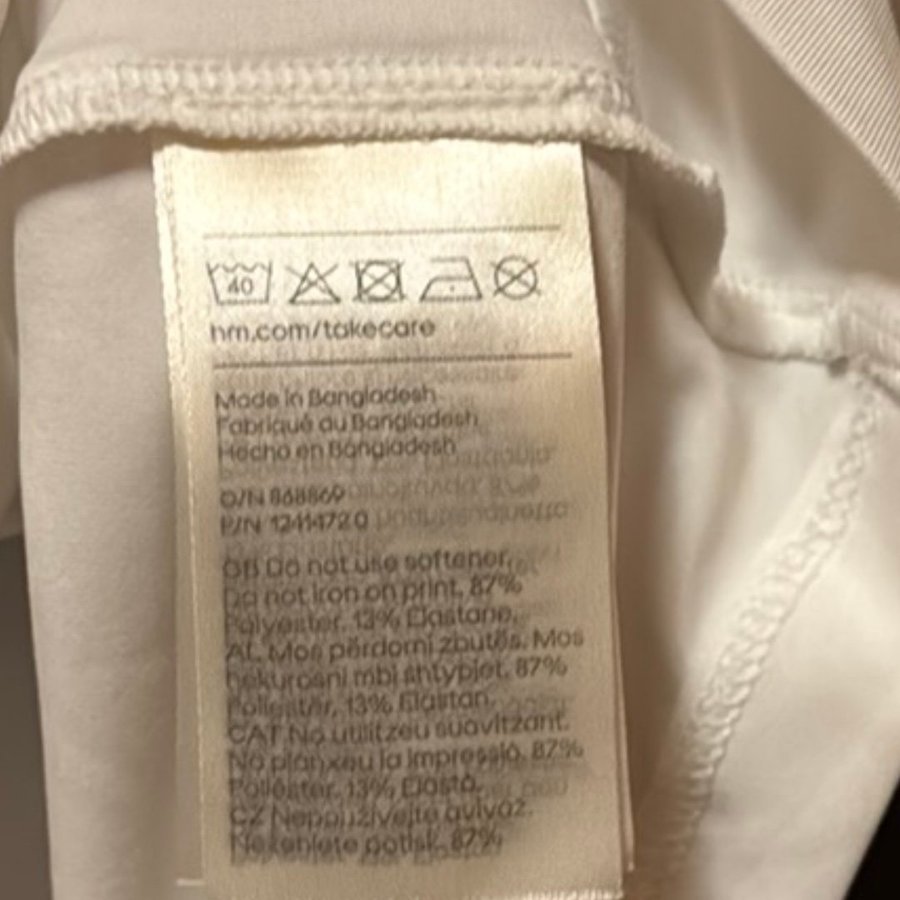 40
hm.com/takecare
Made in Bangladesh
Fabriqué au Bangladesh
Hecho en Bangladesh
O/N 868869
P/N 1241472 0
GB Do not use softener.
Do not iron on print. 87%
Polyester. 13% Elastane.
AL Mos përdorni zbutës. Mos
hekurosni mbi shtypjet. 87%
Poliestër, 13% Elastan.
CAT No utilitzeu suavitzant.
No planxeu la impressió. 87%
Polièster. 13% Elastà.
CZ Nepoužívejte aviváž.
Nežehlete potisk. 87%